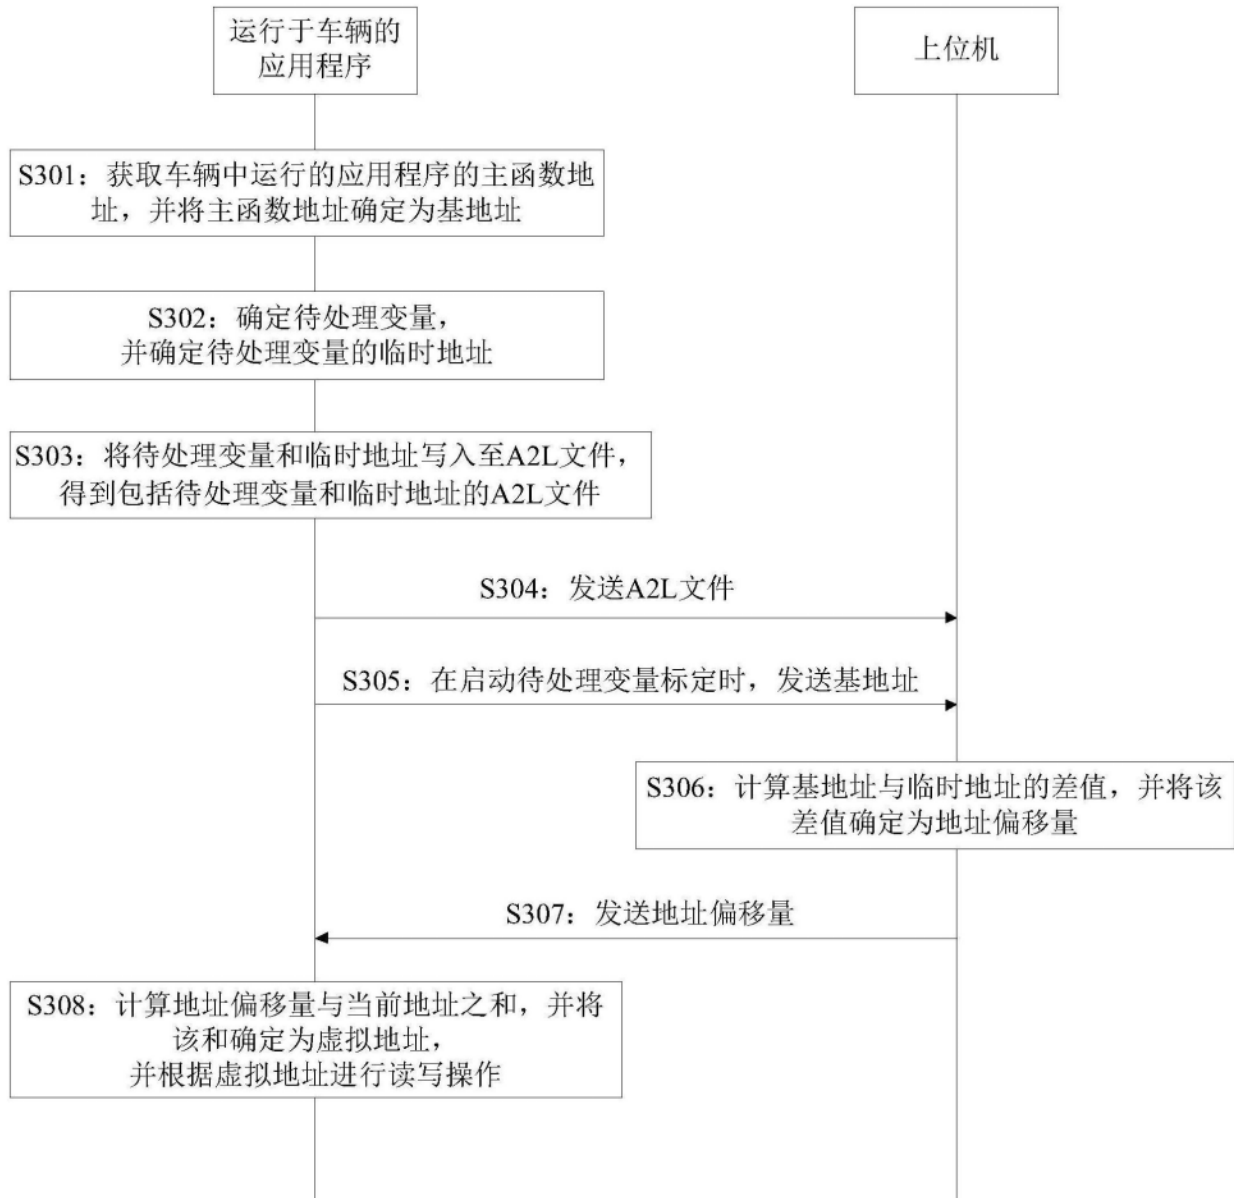 运行于车辆的
应用程序
上位机
S301：获取车辆中运行的应用程序的主函数地
址，并将主函数地址确定为基地址
S302：确定待处理变量，
并确定待处理变量的临时地址
S303：将待处理变量和临时地址写入至A2L文件，
得到包括待处理变量和临时地址的A2L文件
S304：发送A2L文件
S305：在启动待处理变量标定时，发送基地址
S306：计算基地址与临时地址的差值，并将该
差值确定为地址偏移量
S307：发送地址偏移量
S308：计算地址偏移量与当前地址之和，并将
该和确定为虚拟地址，
并根据虚拟地址进行读写操作